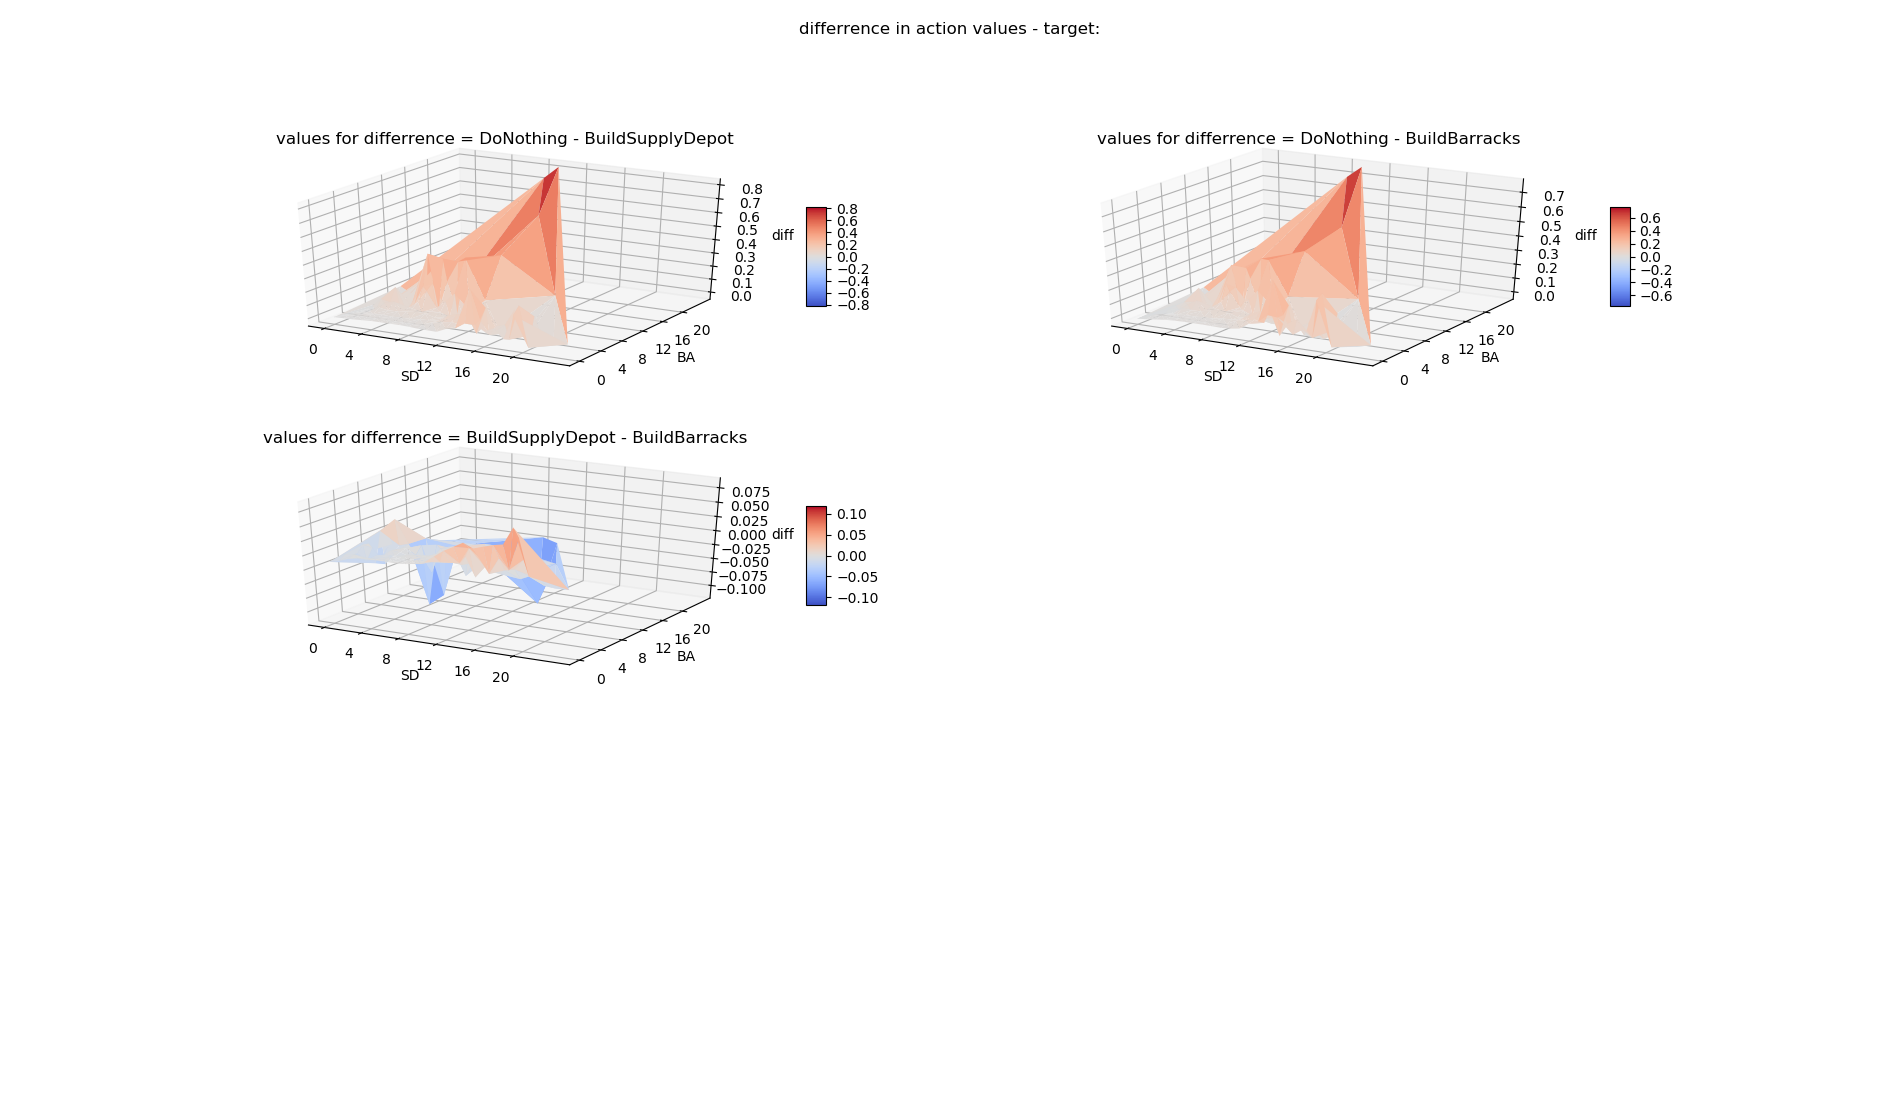 differrence in action values - target:
values for differrence = DoNothing - BuildSupplyDepot
0.8
0.7
0.6
0.5
0.4
0.3
0.2
0.1
0.0
diff
0 4 8 12 16 20
SD
0 4 8 12 16 20
BA
0.8
0.6
0.4
0.2
0.0
−0.2
−0.4
−0.6
−0.8
values for differrence = DoNothing - BuildBarracks
0.7
0.6
0.5
0.4
0.3
0.2
0.1
0.0
diff
0 4 8 12 16 20
SD
0 4 8 12 16 20
BA
0.6
0.4
0.2
0.0
−0.2
−0.4
−0.6
values for differrence = BuildSupplyDepot - BuildBarracks
0.075
0.050
0.025
0.000
−0.025
−0.050
−0.075
−0.100
diff
0 4 8 12 16 20
SD
0 4 8 12 16 20
BA
0.10
0.05
0.00
−0.05
−0.10